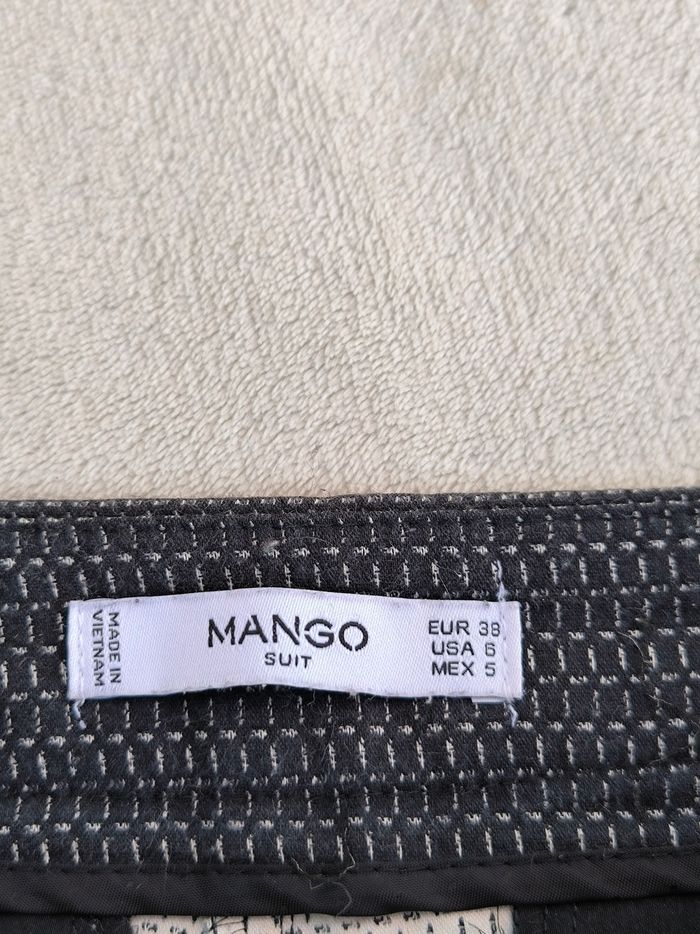 MADE IN
VIETNAM
MANGO
SUIT
EUR 38
USA 6
MEX 5